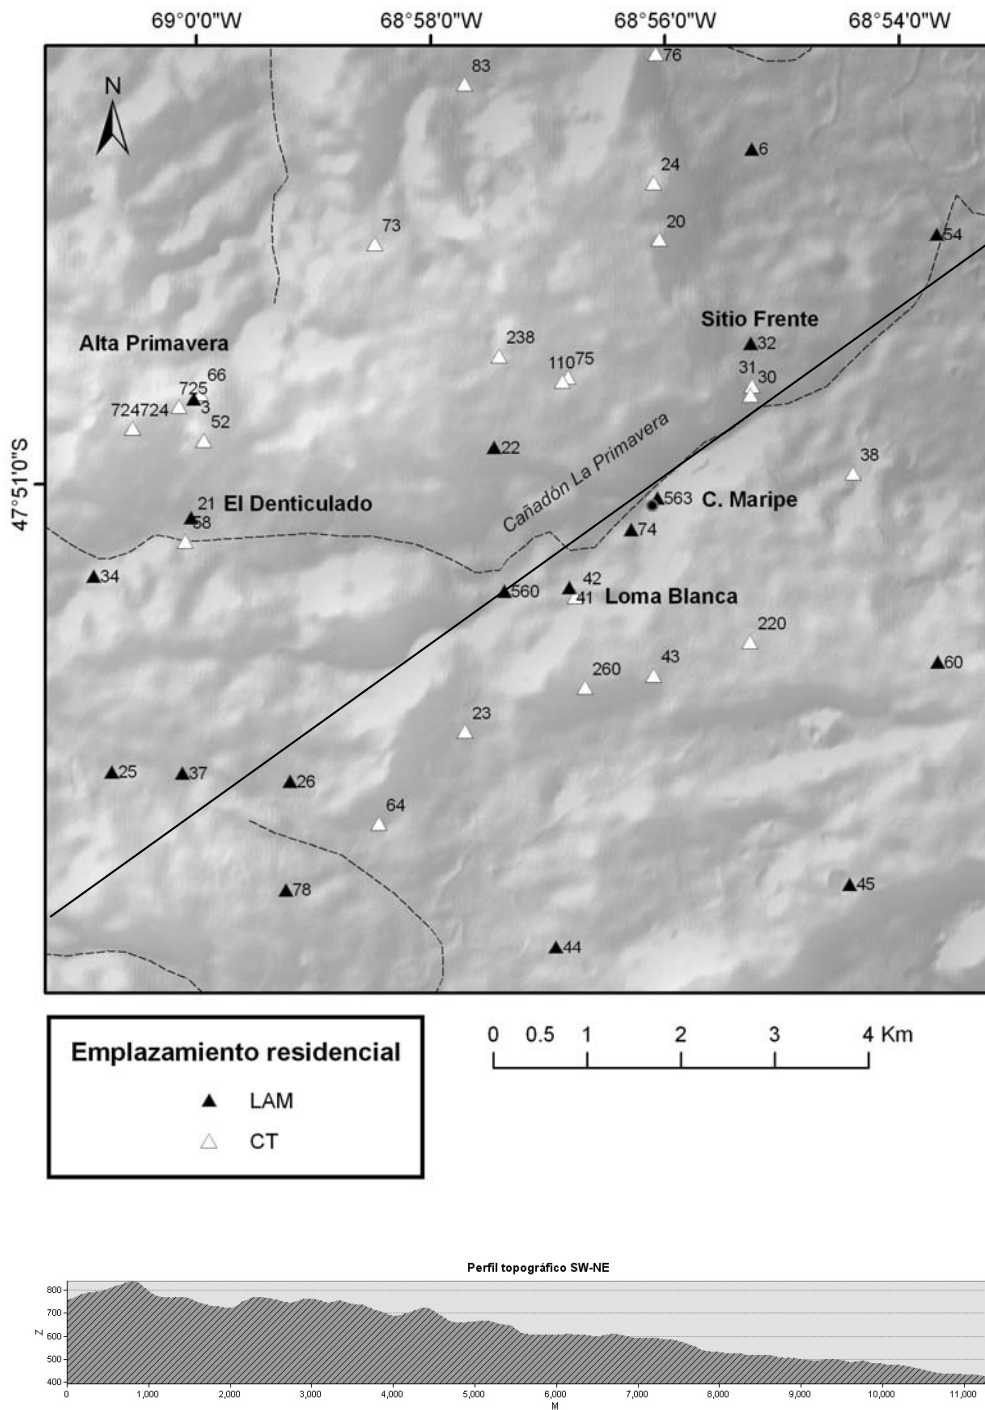 69°0'0"W 68°58'0"W 68°56'0"W 68°54'0"W
N
83
76
6
24
20
73
54
Sitio Frente
32
Alta Primavera
238
110 75
31
30
66
725
3
724 724
52
22
Cañadón La Primavera
38
47°51'0"S
21 El Denticulado
58
563 C. Maripe
74
34
560
42
41 Loma Blanca
220
43
60
260
23
25
37
26
64
78
45
44
0 0.5 1 2 3 4 Km
Emplazamiento residencial
LAM
CT
Perfil topográfico SW-NE
800
700
Z
600
500
400
0 1,000 2,000 3,000 4,000 5,000 6,000 7,000 8,000 9,000 10,000 11,000
M